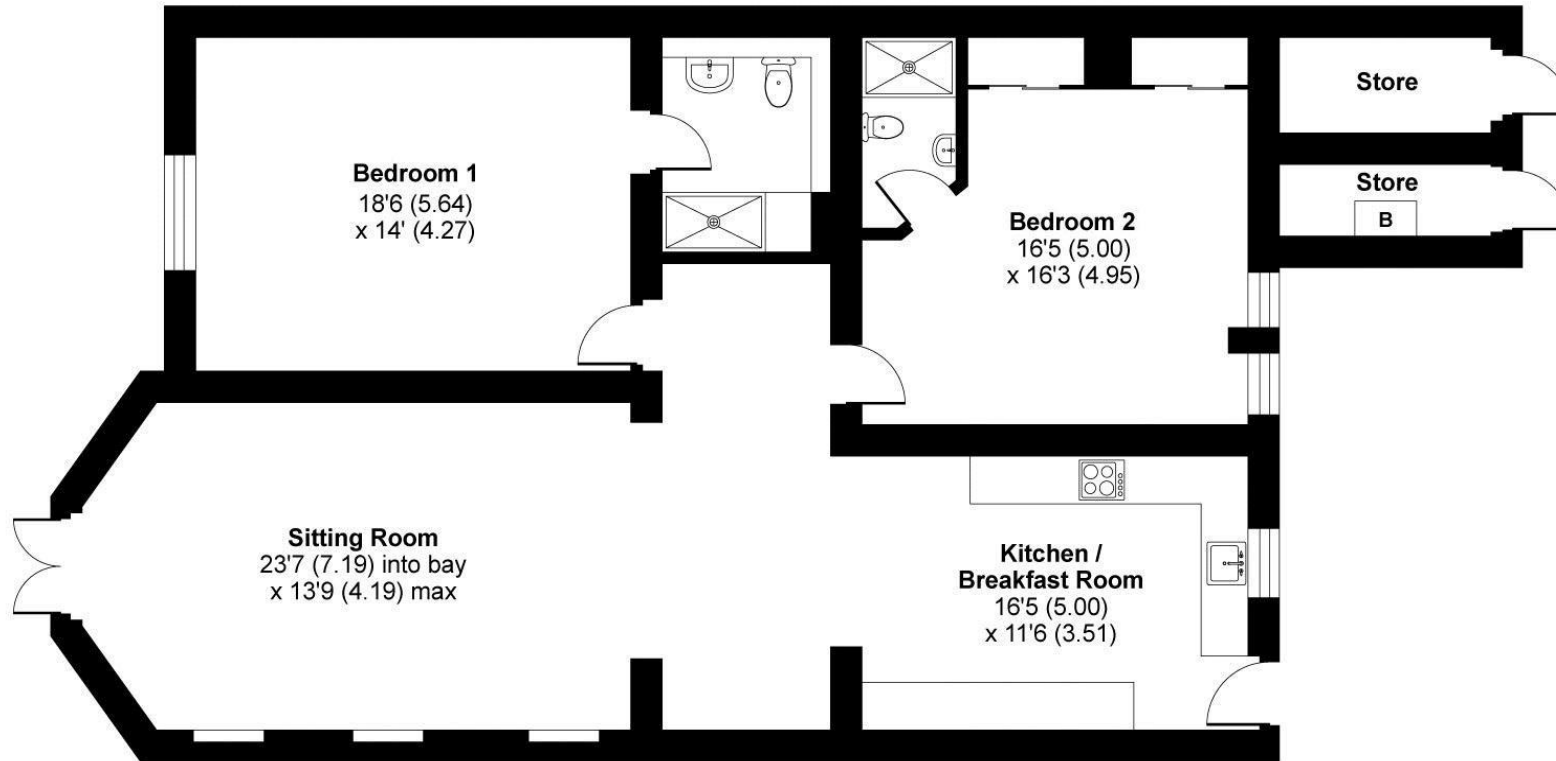 Bedroom 1
18'6 (5.64)
x 14' (4.27)
Bedroom 2
16'5 (5.00)
x 16'3 (4.95)
Store
Store
B
Sitting Room
23'7 (7.19) into bay
x 13'9 (4.19) max
Kitchen /
Breakfast Room
16'5 (5.00)
x 11'6 (3.51)